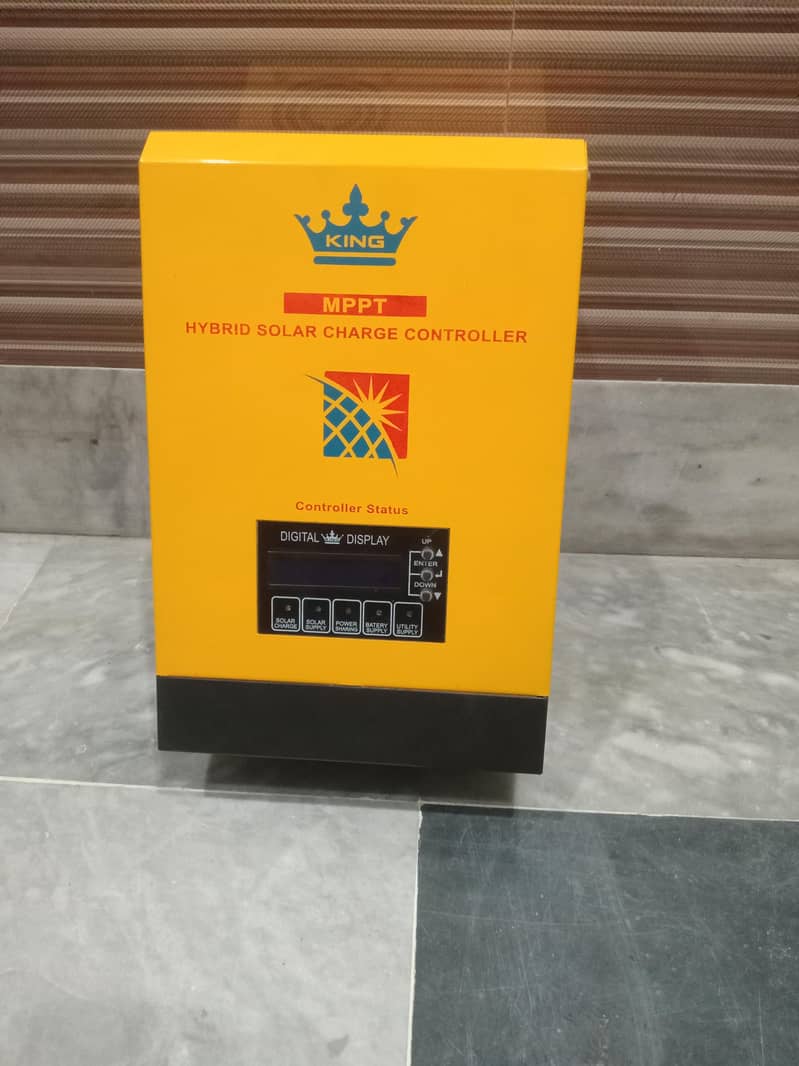 KING
MPPT
HYBRID SOLAR CHARGE CONTROLLER
Controller Status
DIGITAL DISPLAY
UP
ENTER
DOWN
SOLAR CHARGE
SOLAR SUPPLY
POWER SHARING
BATERY SUPPLY
UTILITY SUPPLY